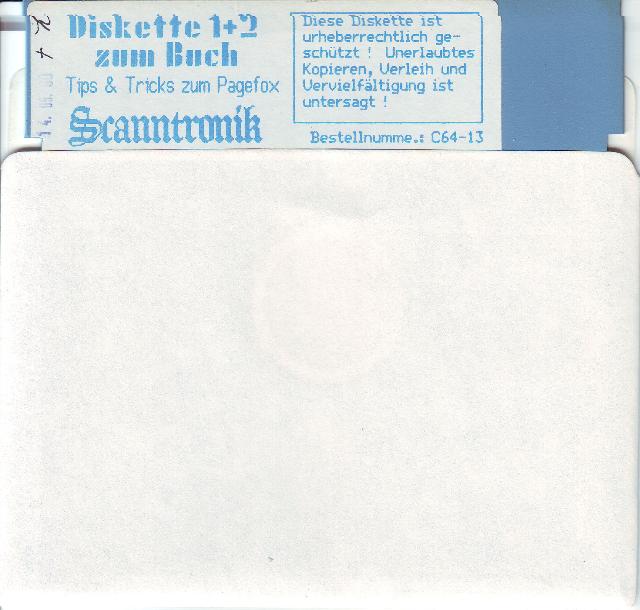 Diskette 1+2
zum Buch
Tips & Tricks zum Pagefox
Scanntronik
Diese Diskette ist
urheberrechtlich ge-
schützt ! Unerlaubtes
Kopieren, Verleih und
Vervielfältigung ist
untersagt !
Bestellnumme.: C64-13